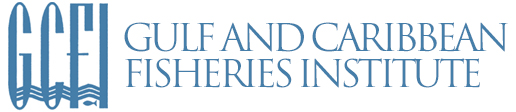 GCFI
GULF AND CARIBBEAN
FISHERIES INSTITUTE